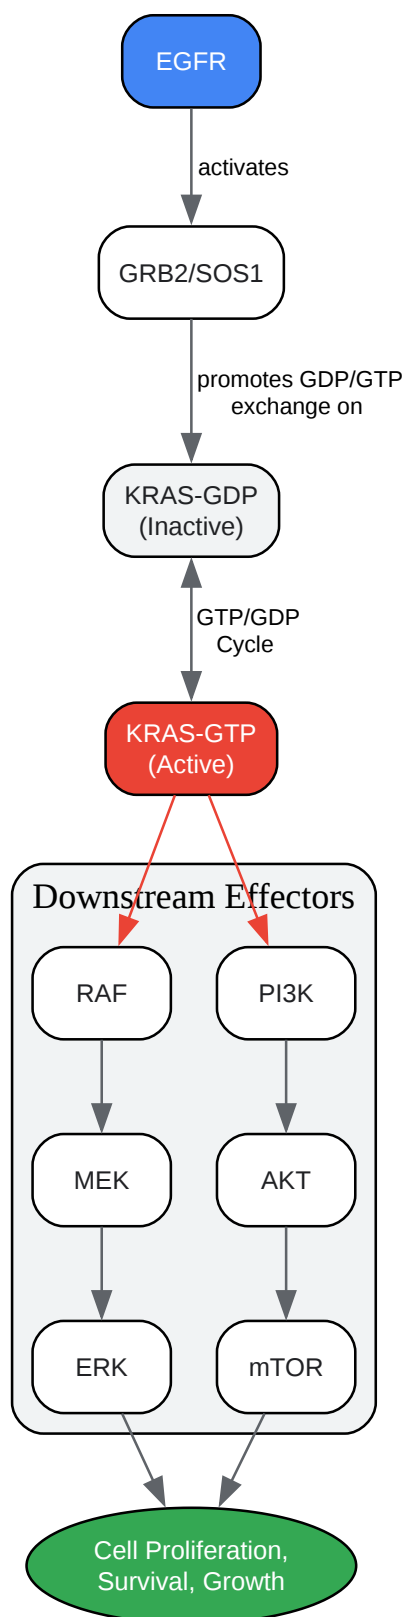 EGFR
activates
GRB2/SOS1
promotes GDP/GTP
exchange on
KRAS-GDP
(Inactive)
GTP/GDP
Cycle
KRAS-GTP
(Active)
Downstream Effectors
RAF
PI3K
MEK
AKT
ERK
mTOR
Cell Proliferation,
Survival, Growth